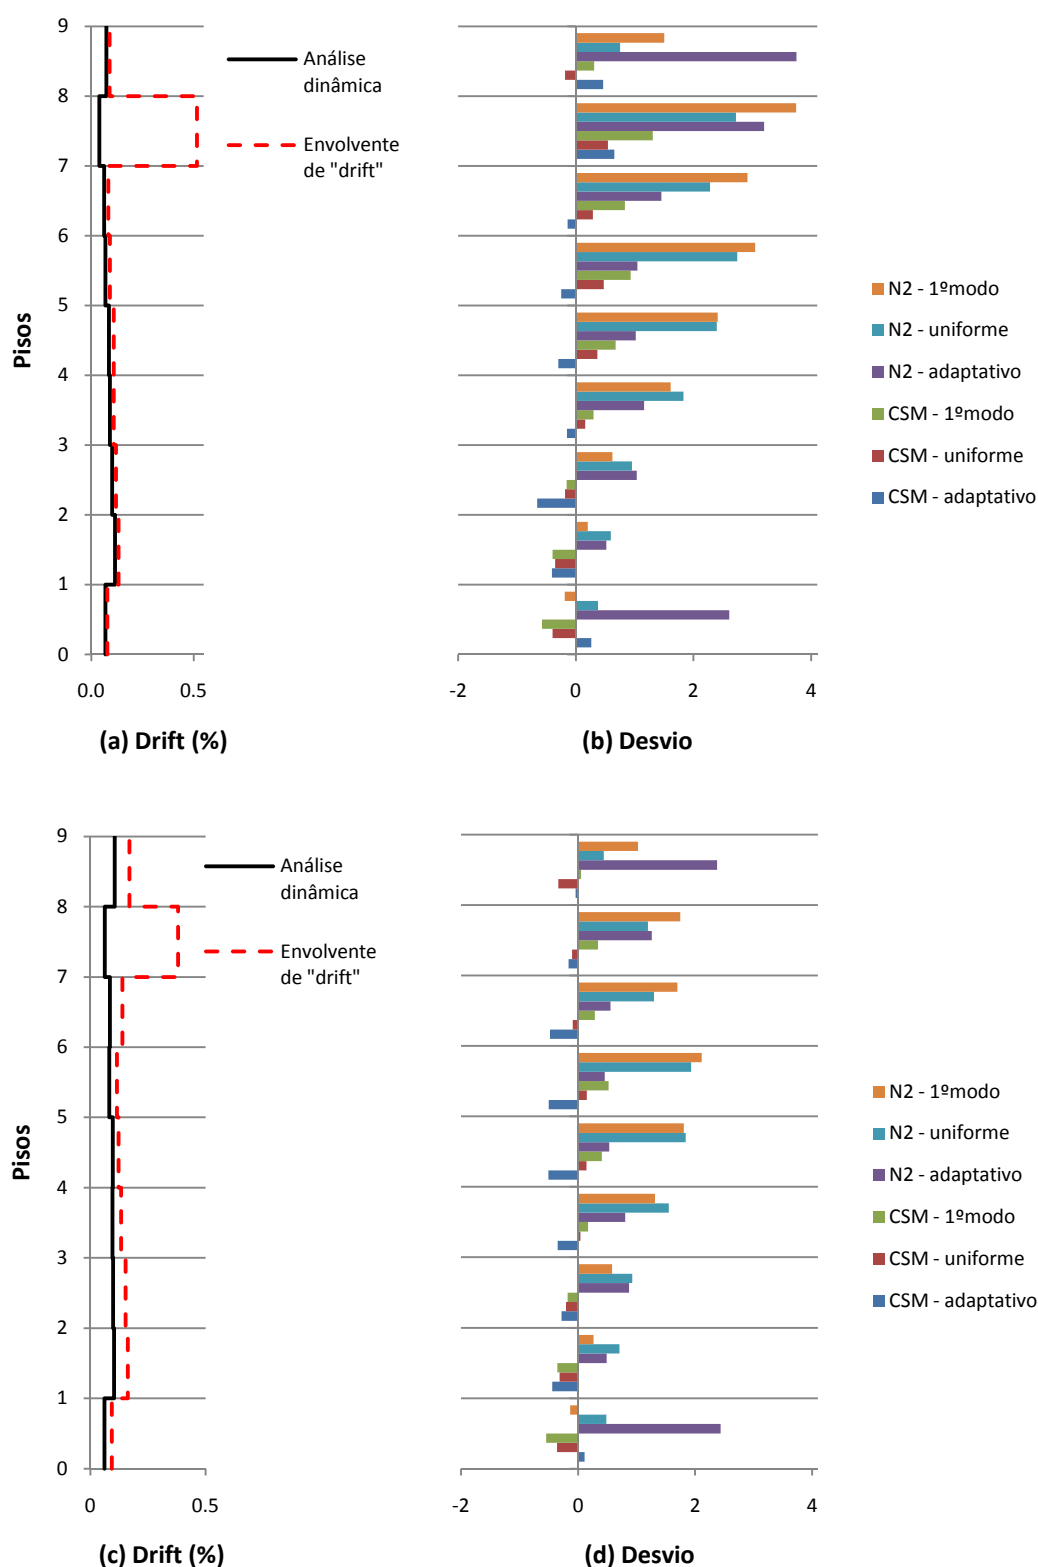 9
8
7
6
5
4
3
2
1
0
Pisos
0.0
0.5
(a) Drift (%)
Análise
dinâmica
Envolvente
de "drift"
-2
0
2
4
(b) Desvio
N2 - 1ºmodo
N2 - uniforme
N2 - adaptativo
CSM - 1ºmodo
CSM - uniforme
CSM - adaptativo
9
8
7
6
5
4
3
2
1
0
Pisos
0
0.5
(c) Drift (%)
Análise
dinâmica
Envolvente
de "drift"
-2
0
2
4
(d) Desvio
N2 - 1ºmodo
N2 - uniforme
N2 - adaptativo
CSM - 1ºmodo
CSM - uniforme
CSM - adaptativo